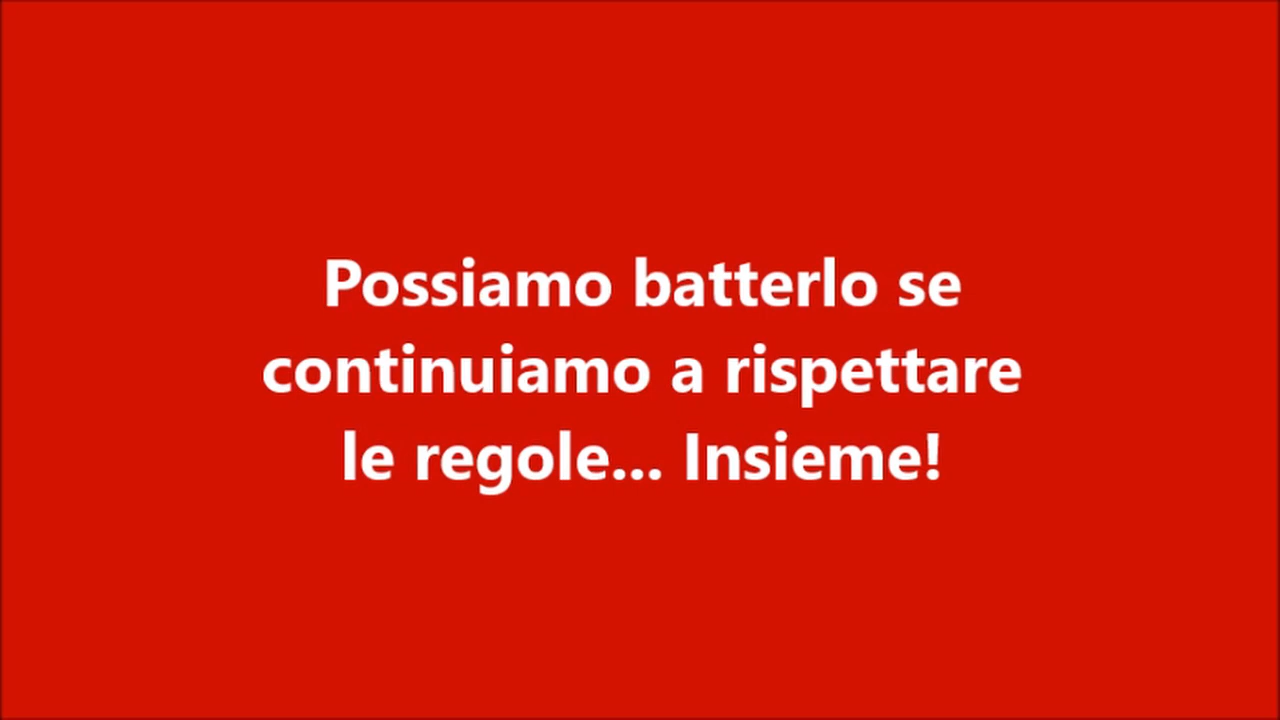 Possiamo batterlo se
continuiamo a rispettare
le regole... Insieme!